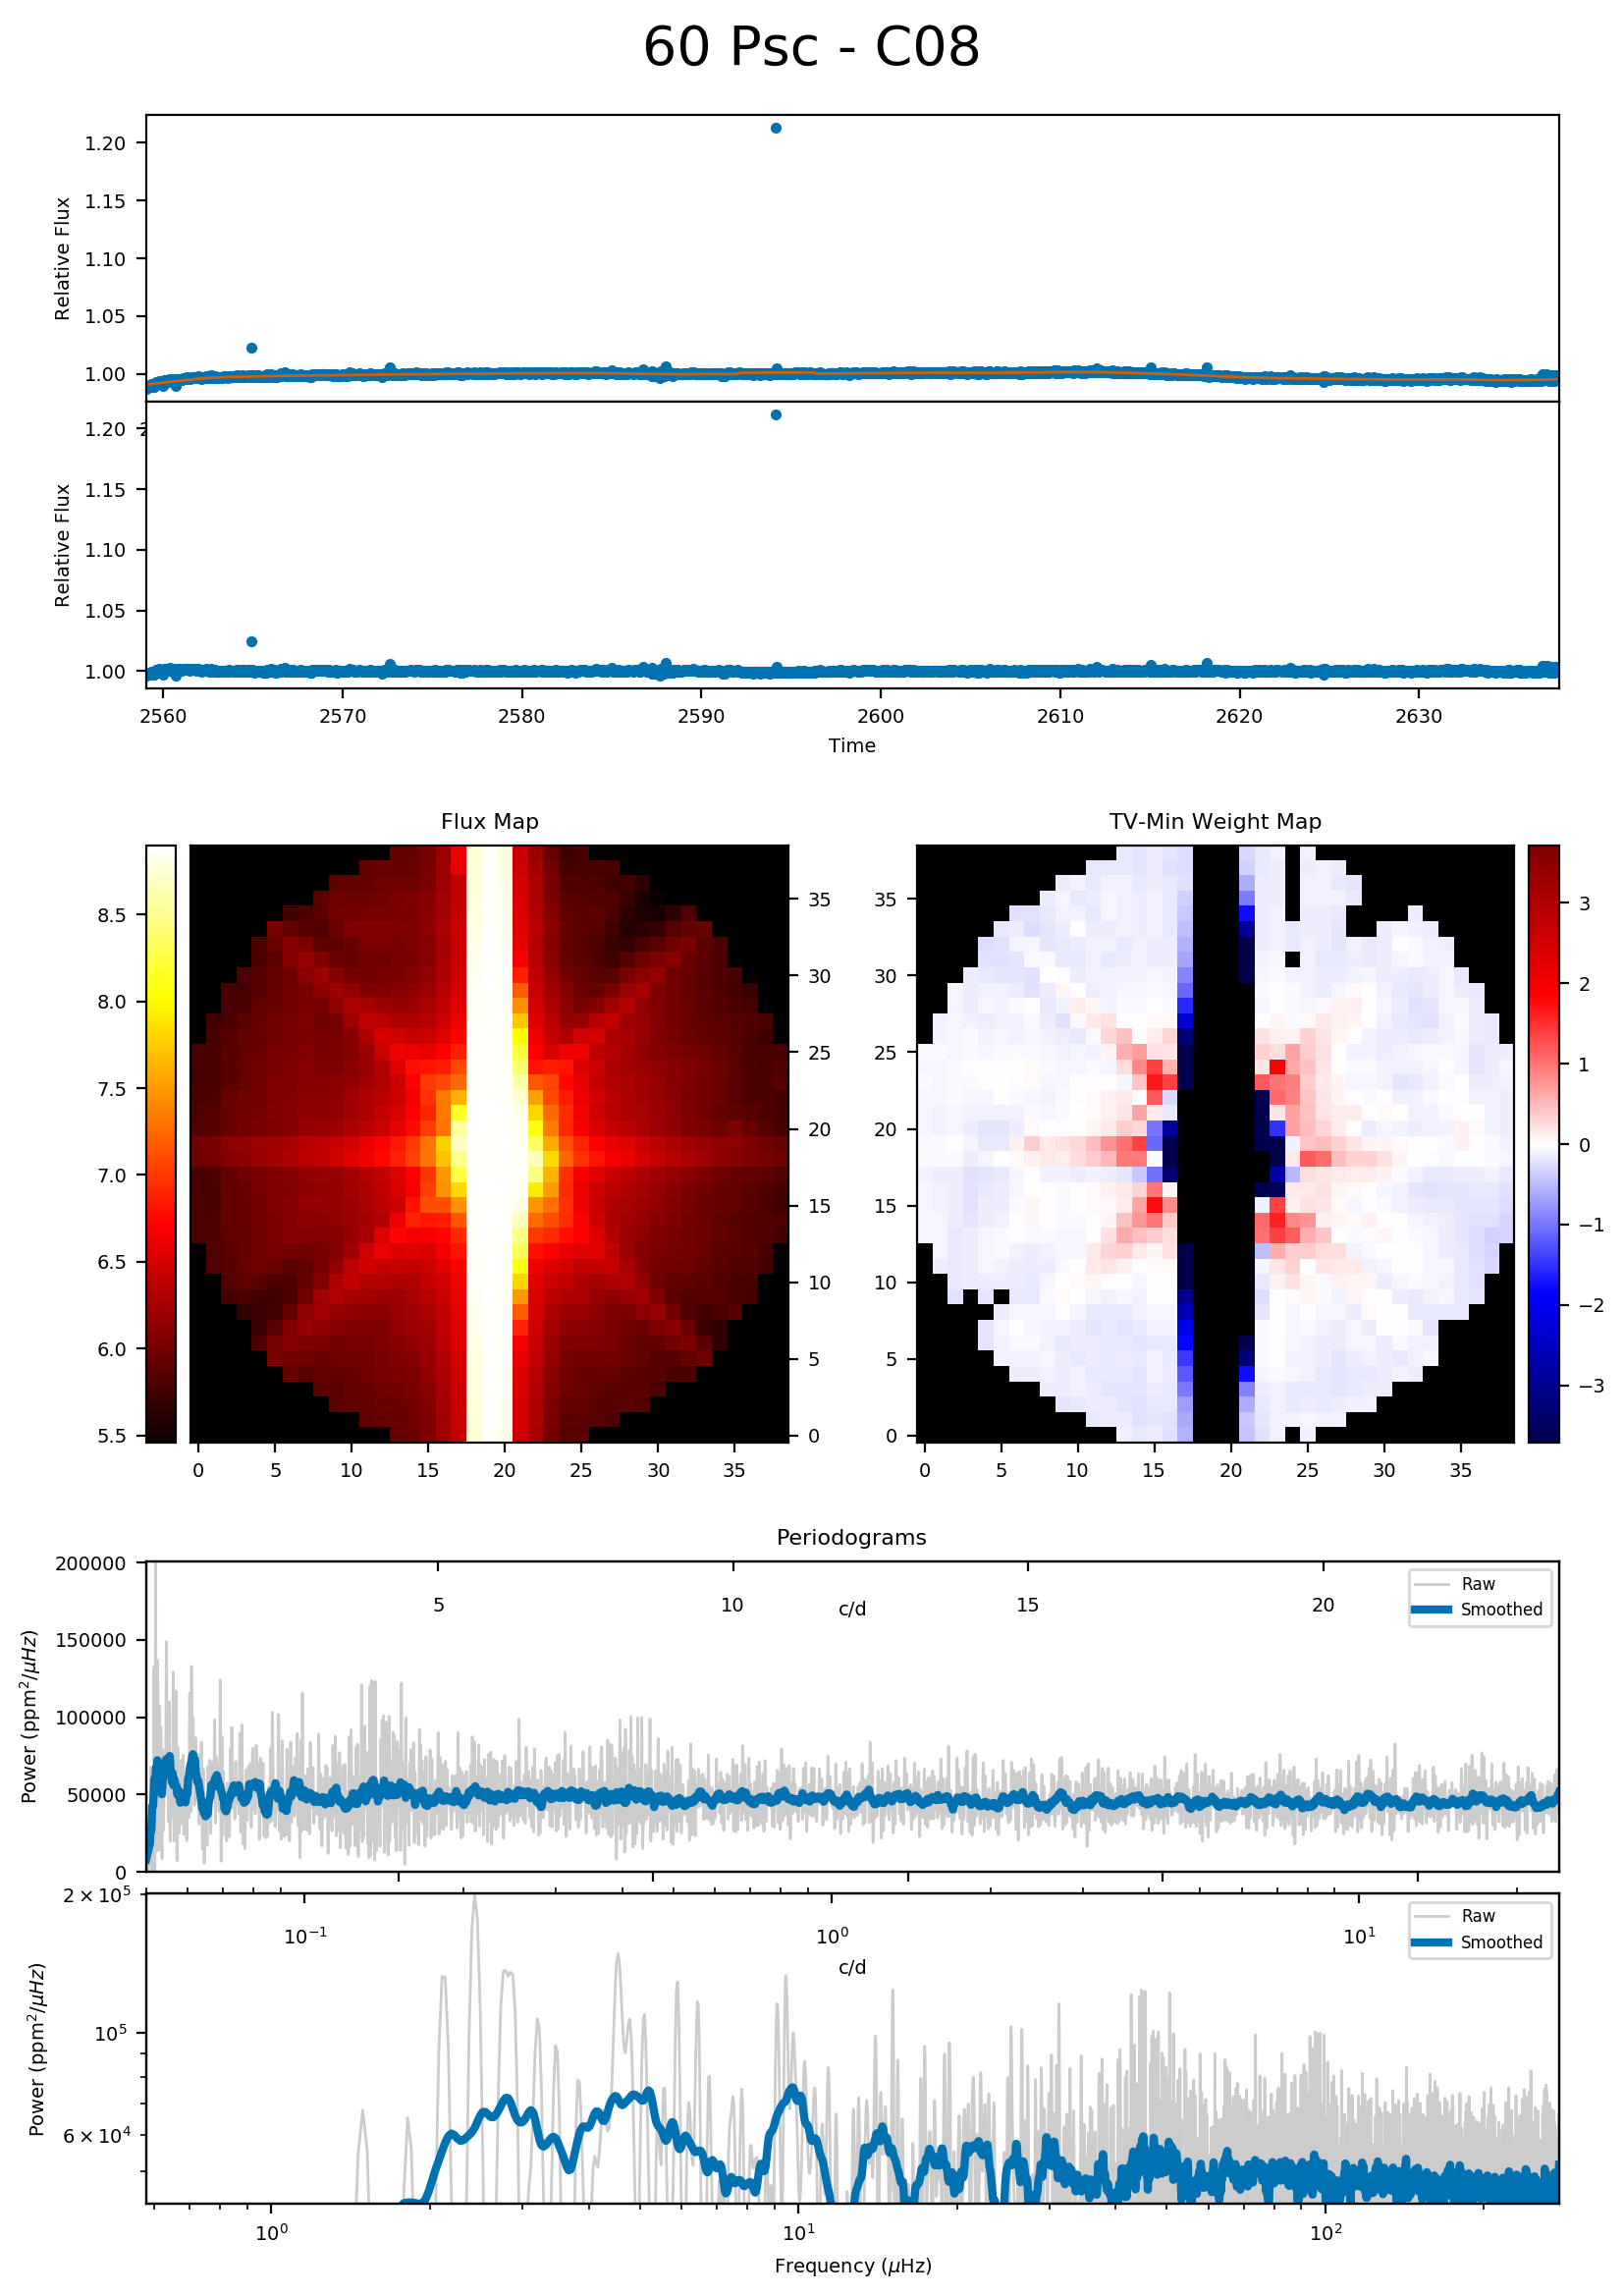 60 Psc - C08
1.20
1.15
1.10
1.05
1.00
Relative Flux
1.20
1.15
1.10
1.05
1.00
Relative Flux
2560 2570 2580 2590 2600 2610 2620 2630
Time
Flux Map
TV-Min Weight Map
8.5
8.0
7.5
7.0
6.5
6.0
5.5
35
30
25
20
15
10
5
0
0 5 10 15 20 25 30 35
35
30
25
20
15
10
5
0
0 5 10 15 20 25 30 35
3
2
1
0
−1
−2
−3
Periodograms
200000
150000
100000
50000
0
Power (ppm²/μHz)
5 10 15 20
c/d
Raw
Smoothed
2 × 10⁵
10⁵
6 × 10⁴
Power (ppm²/μHz)
10⁻¹ 10⁰ 10¹
c/d
Raw
Smoothed
10⁰ 10¹ 10²
Frequency (μHz)